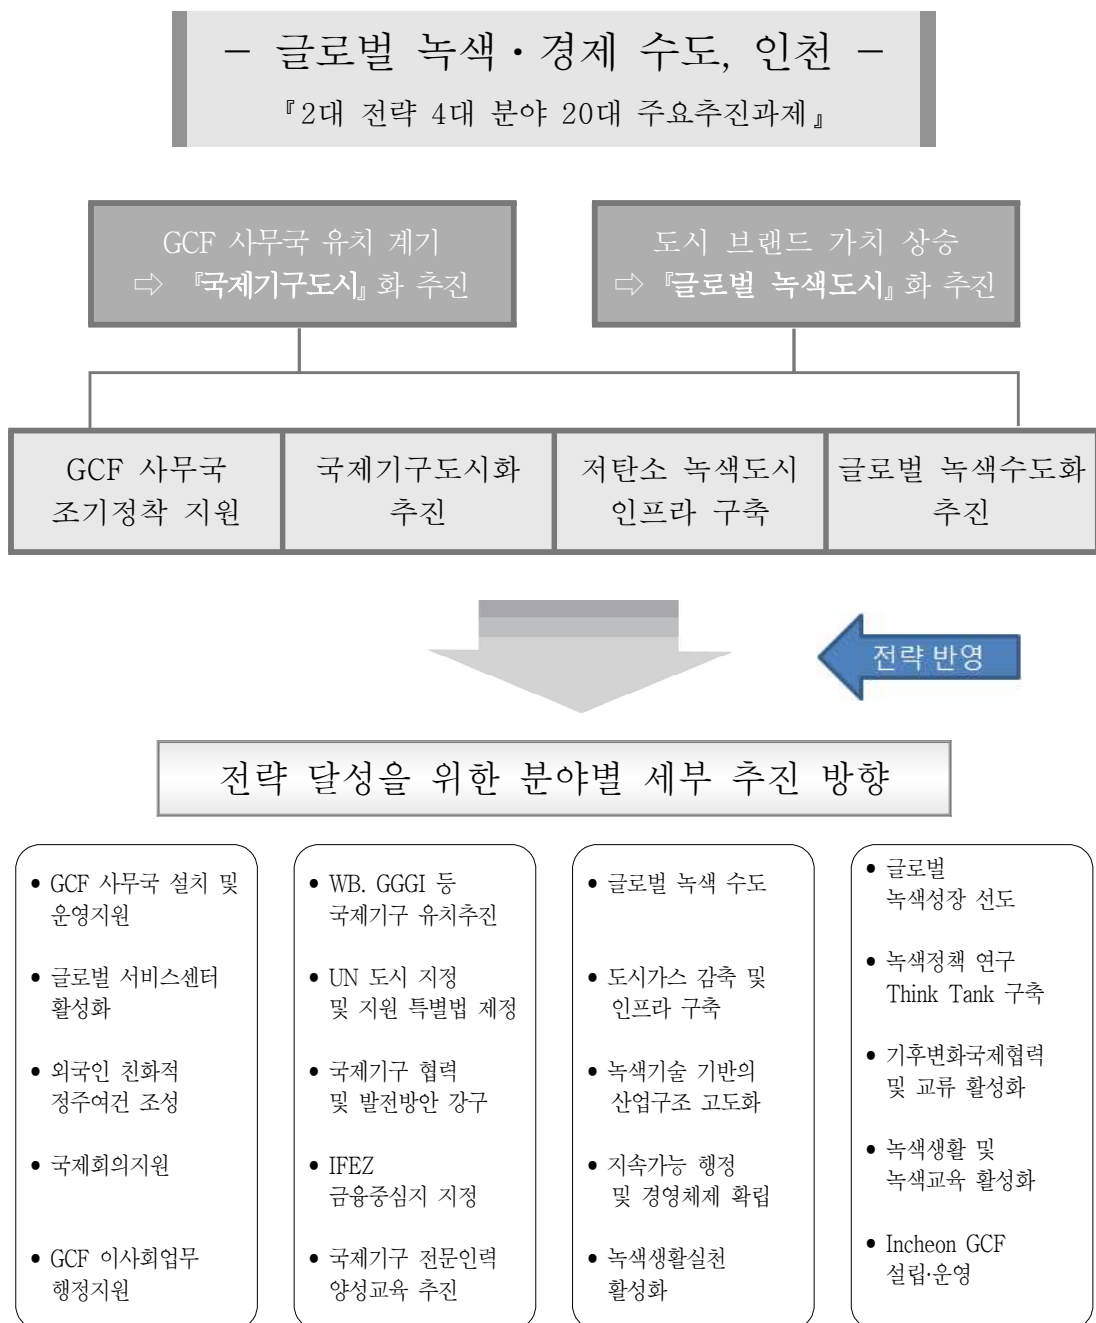 - 글로벌 녹색・경제 수도, 인천 -
『2대 전략 4대 분야 20대 주요추진과제』
GCF 사무국 유치 계기
⇨ 『국제기구도시』화 추진
도시 브랜드 가치 상승
⇨ 『글로벌 녹색도시』화 추진
GCF 사무국
조기정착 지원
국제기구도시화
추진
저탄소 녹색도시
인프라 구축
글로벌 녹색수도화
추진
전략 반영
전략 달성을 위한 분야별 세부 추진 방향
• GCF 사무국 설치 및
운영지원
• 글로벌 서비스센터
활성화
• 외국인 친화적
정주여건 조성
• 국제회의지원
• GCF 이사회업무
행정지원
• WB. GGGI 등
국제기구 유치추진
• UN 도시 지정
및 지원 특별법 제정
• 국제기구 협력
및 발전방안 강구
• IFEZ
금융중심지 지정
• 국제기구 전문인력
양성교육 추진
• 글로벌 녹색 수도
• 도시가스 감축 및
인프라 구축
• 녹색기술 기반의
산업구조 고도화
• 지속가능 행정
및 경영체제 확립
• 녹색생활실천
활성화
• 글로벌
녹색성장 선도
• 녹색정책 연구
Think Tank 구축
• 기후변화국제협력
및 교류 활성화
• 녹색생활 및
녹색교육 활성화
• Incheon GCF
설립·운영